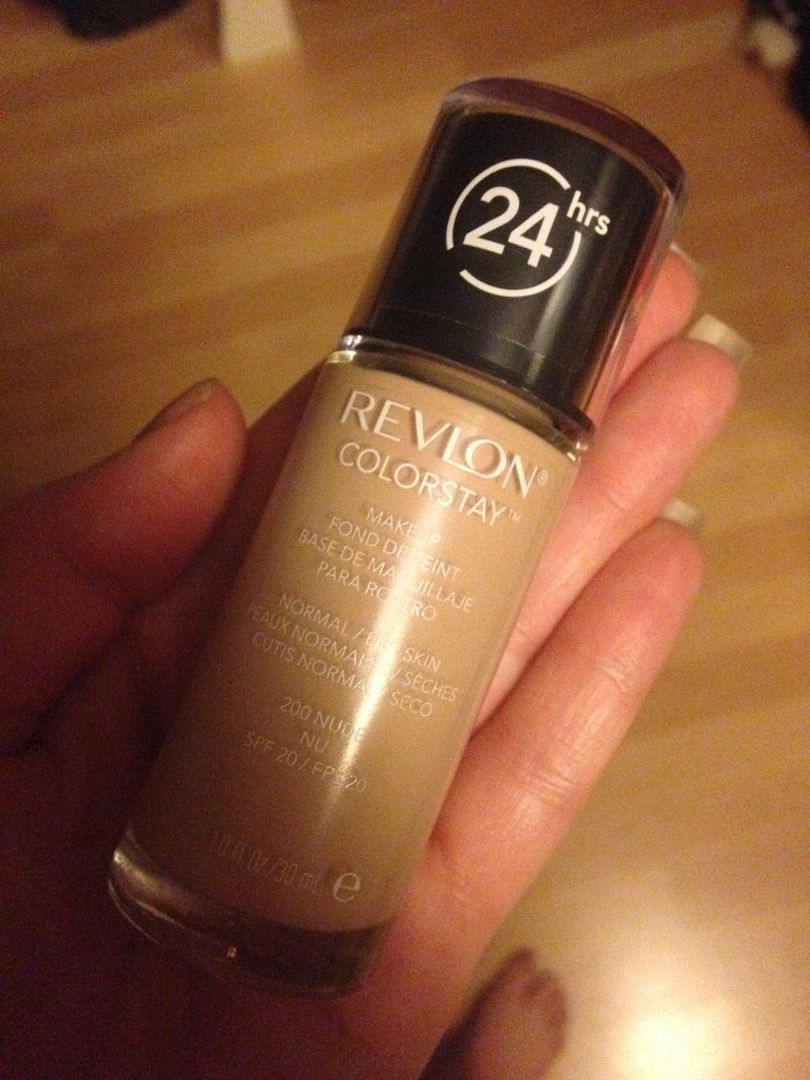 24 hrs
REVLON®
COLORSTAY™
MAKEUP
FOND DE TEINT
BASE DE MAQUILLAJE
PARA ROSTRO
NORMAL / DRY SKIN
PEAUX NORMALES / SÈCHES
CUTIS NORMAL / SECO
200 NUDE
NU
SPF 20 / FPS 20
1.0 fl. Oz / 30 mL e